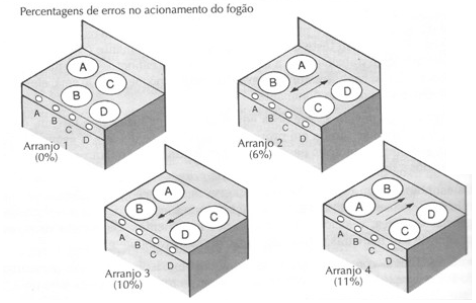 Percentagens de erros no acionamento do fogão
A
C
B
D
A B C D
Arranjo 1
(0%)
A
B
D
C
A B C D
Arranjo 2
(6%)
A
B
C
D
A B C D
Arranjo 3
(10%)
B
A
D
C
A B C D
Arranjo 4
(11%)